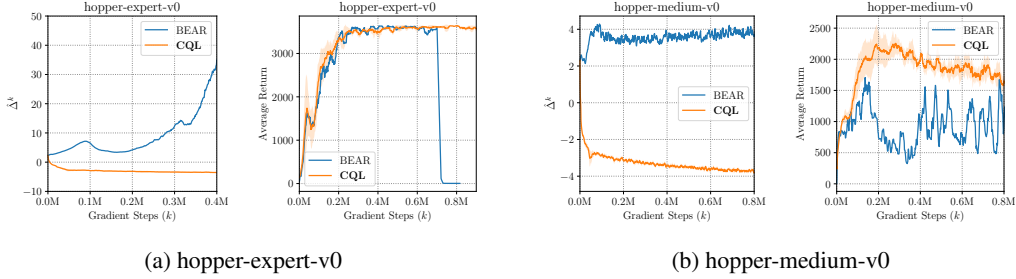 hopper-expert-v0
50
40
30
20
10
0
−10
Δ̂ᵏ
BEAR
CQL
0.0M 0.1M 0.2M 0.3M 0.4M
Gradient Steps (k)
hopper-expert-v0
3000
2000
1000
0
Average Return
BEAR
CQL
0.0M 0.2M 0.4M 0.6M 0.8M
Gradient Steps (k)
(a) hopper-expert-v0
hopper-medium-v0
4
2
0
−2
−4
Δ̂ᵏ
BEAR
CQL
0.0M 0.2M 0.4M 0.6M 0.8M
Gradient Steps (k)
hopper-medium-v0
2500
2000
1500
1000
500
0
Average Return
BEAR
CQL
0.0M 0.2M 0.4M 0.6M 0.8M
Gradient Steps (k)
(b) hopper-medium-v0